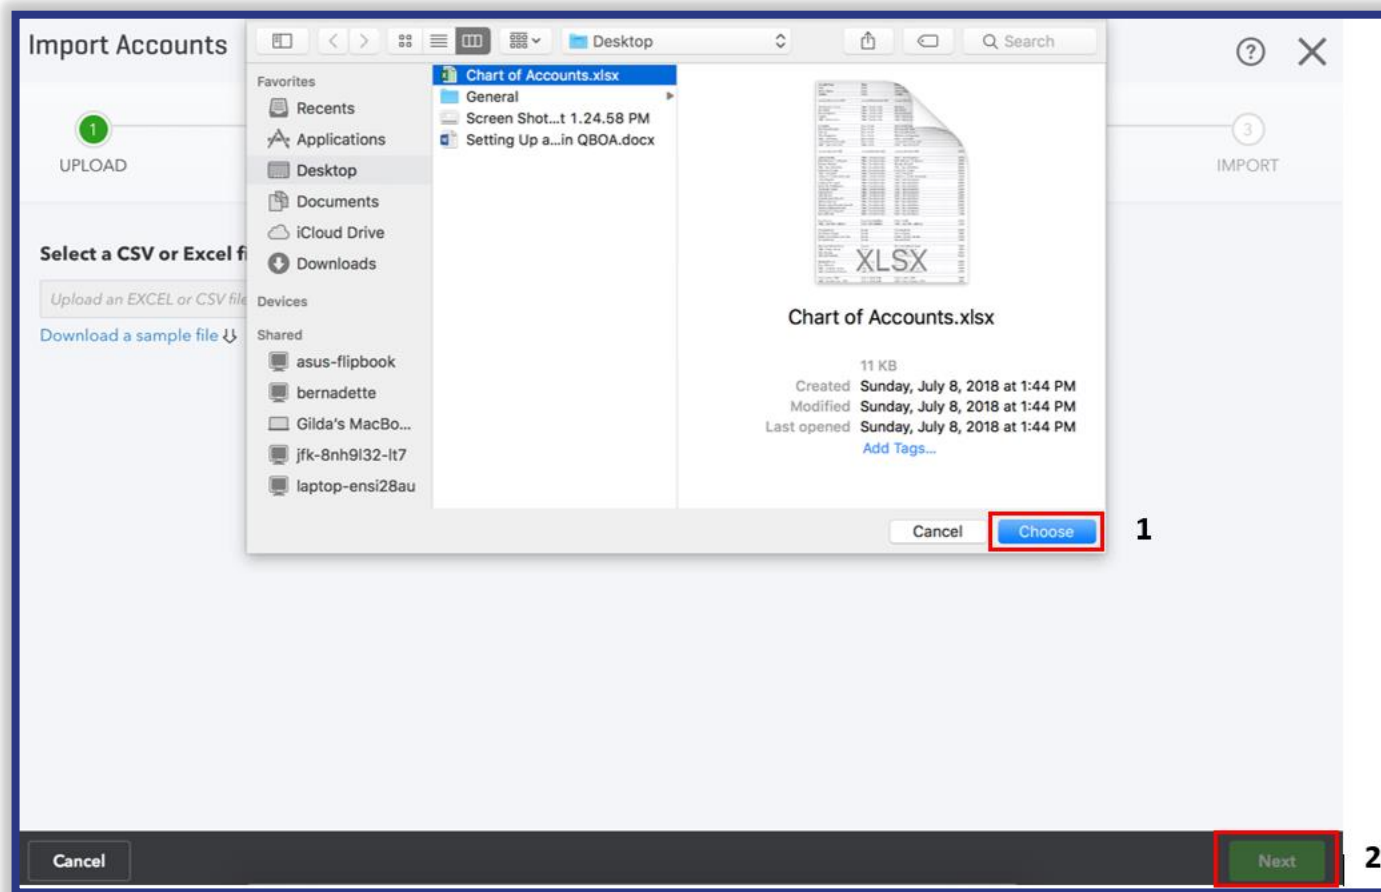 Import Accounts
Desktop
Search
1
UPLOAD
3
IMPORT
Select a CSV or Excel fi
Upload an EXCEL or CSV file
Download a sample file
Favorites
Recents
Applications
Desktop
Documents
iCloud Drive
Downloads
Devices
Shared
asus-flipbook
bernadette
Gilda's MacBo...
jfk-8nh9l32-lt7
laptop-ensi28au
Chart of Accounts.xlsx
General
Screen Shot...t 1.24.58 PM
Setting Up a...in QBOA.docx
XLSX
Chart of Accounts.xlsx
11 KB
Created Sunday, July 8, 2018 at 1:44 PM
Modified Sunday, July 8, 2018 at 1:44 PM
Last opened Sunday, July 8, 2018 at 1:44 PM
Add Tags...
Cancel Choose 1
Cancel Next 2